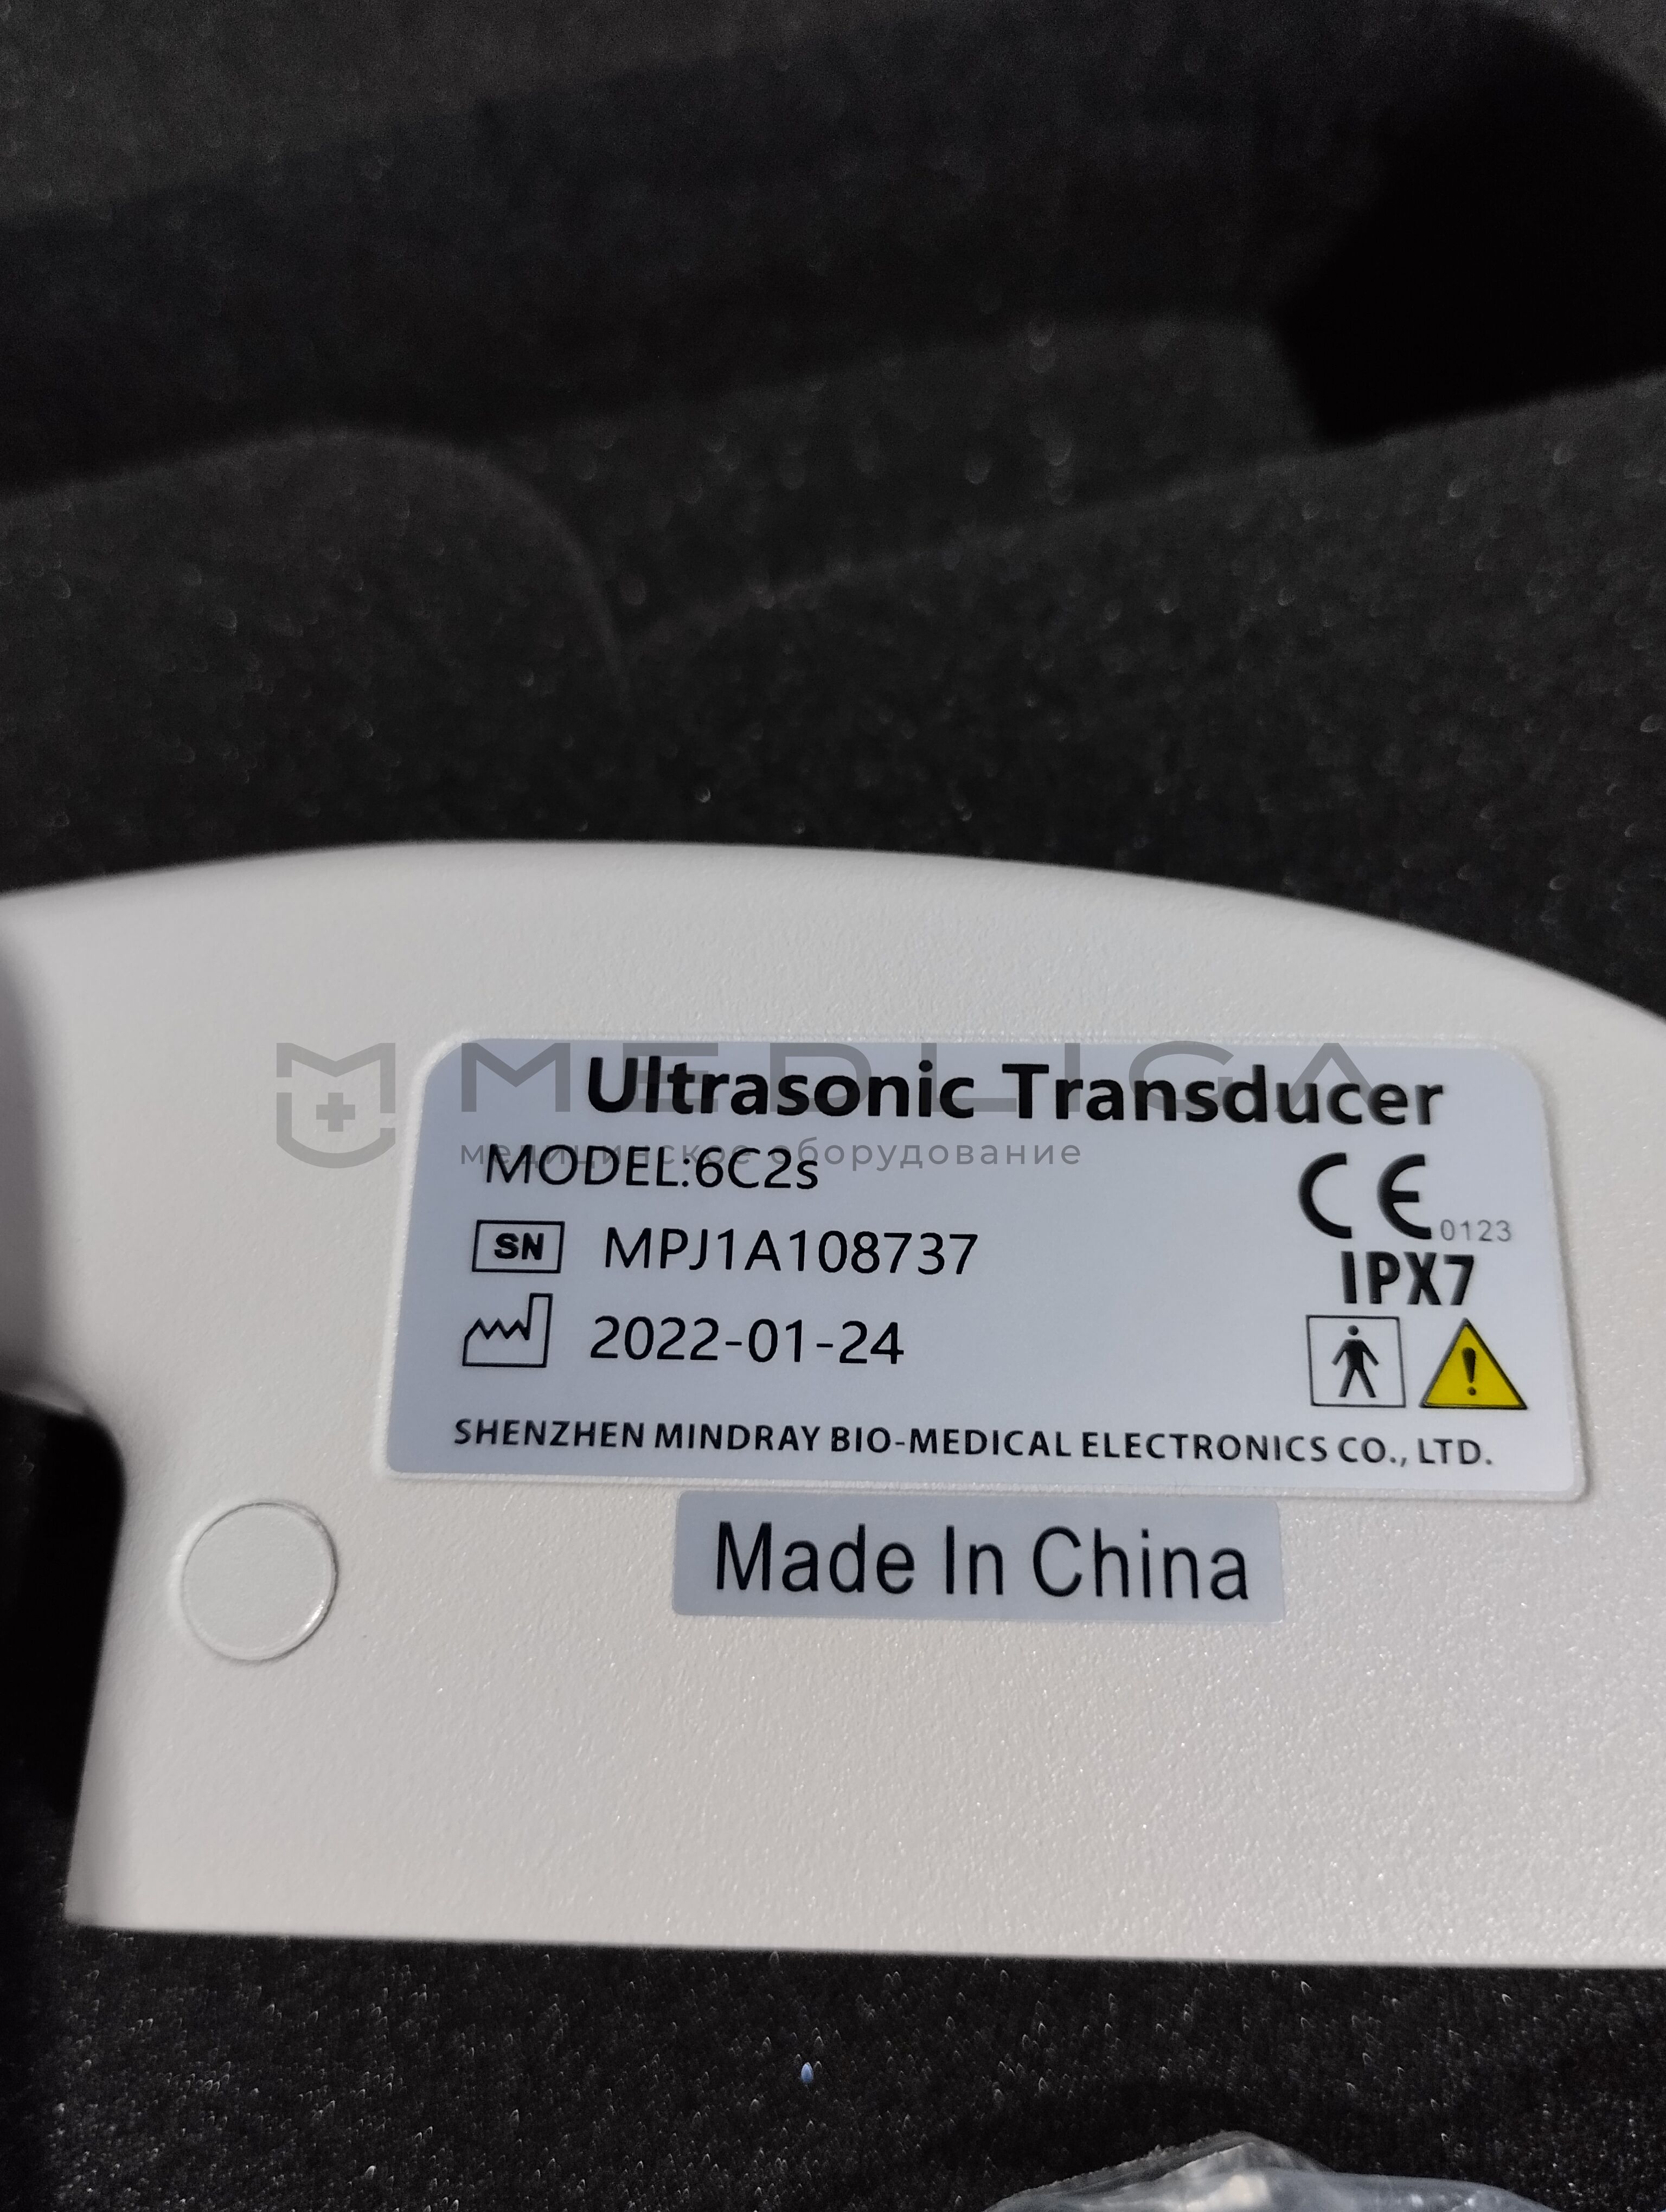 MEDLIGA
Ultrasonic Transducer
медицинское оборудование
MODEL:6C2s
CE 0123
SN MPJ1A108737
IPX7
2022-01-24
SHENZHEN MINDRAY BIO-MEDICAL ELECTRONICS CO., LTD.
Made In China